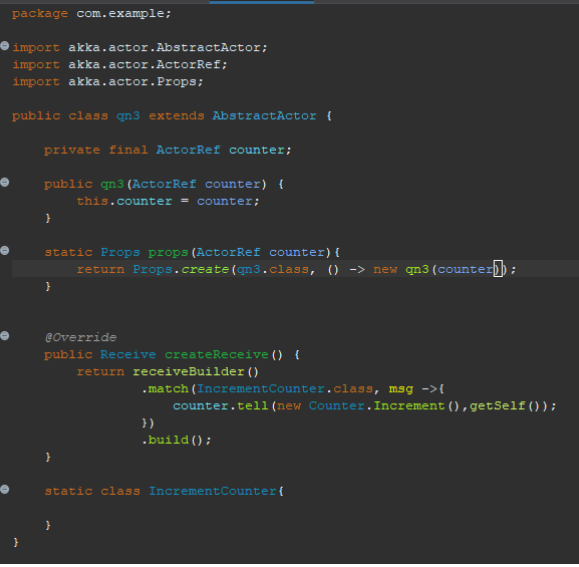 package com.example;
import akka.actor.AbstractActor;
import akka.actor.ActorRef;
import akka.actor.Props;
public class qn3 extends AbstractActor {
private final ActorRef counter;
public qn3(ActorRef counter) {
this.counter = counter;
}
static Props props(ActorRef counter){
return Props.create(qn3.class, () -> new qn3(counter));
}
@Override
public Receive createReceive() {
return receiveBuilder()
.match(IncrementCounter.class, msg ->{
counter.tell(new Counter.Increment(),getSelf());
})
.build();
}
static class IncrementCounter{
}
}